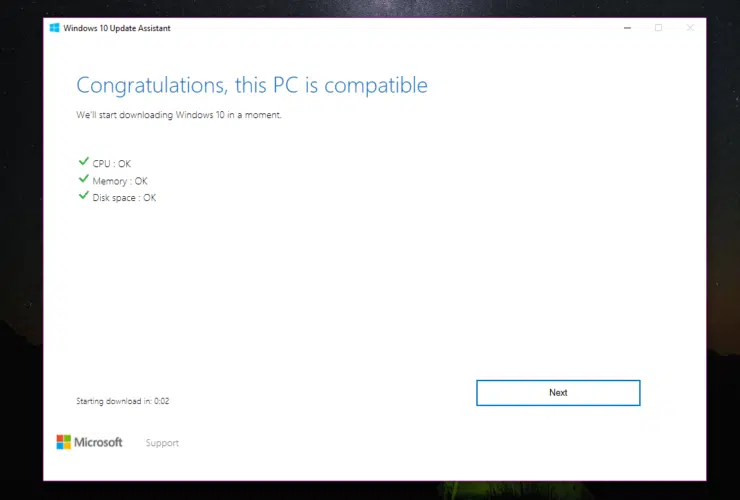 Windows 10 Update Assistant
Congratulations, this PC is compatible
We'll start downloading Windows 10 in a moment.
CPU : OK
Memory : OK
Disk space : OK
Next
Starting download in: 0:02
Microsoft Support